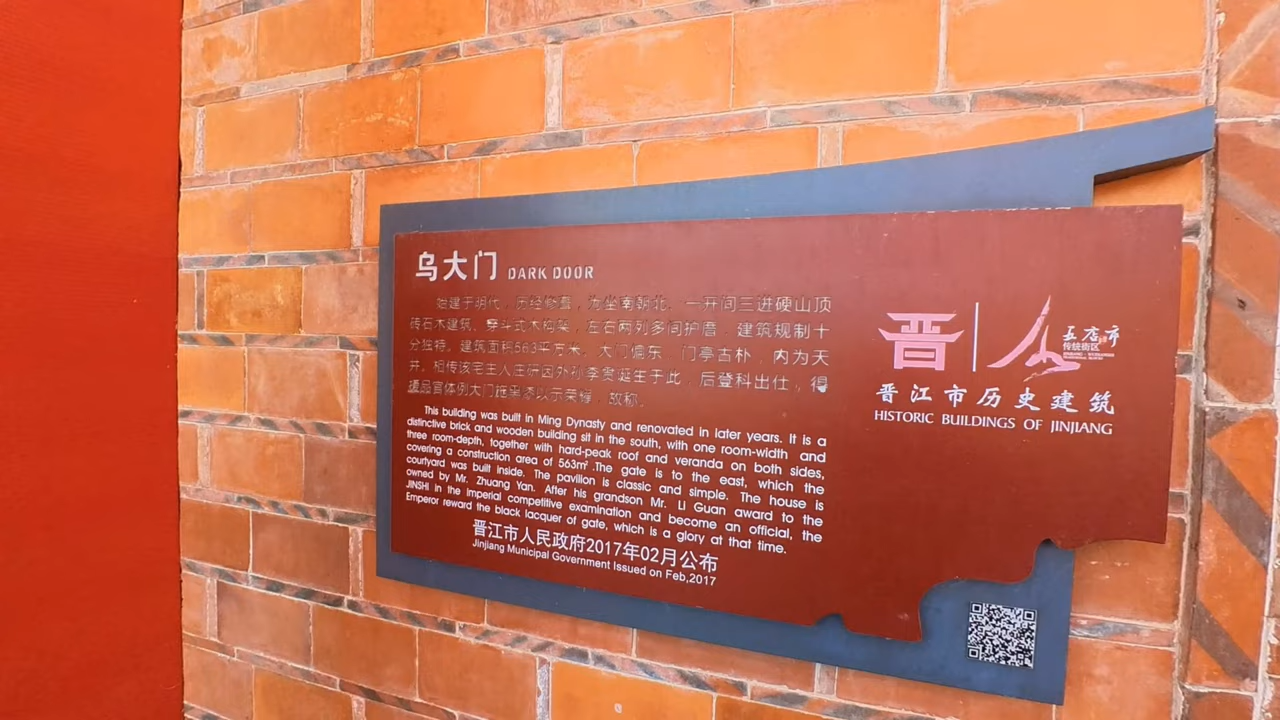 乌大门 DARK DOOR
始建于明代，历经修葺，为坐南朝北，一开间三进硬山顶
砖石木建筑，穿斗式木构架，左右两列多间护厝，建筑规制十
分独特。建筑面积563平方米。大门偏东，门亭古朴，内为天
井。相传该宅主人庄研因外孙李贯诞生于此，后登科出仕，得
品官体例大门施黑漆以示荣耀，故称。
This building was built in Ming Dynasty and renovated in later years. It is a
distinctive brick and wooden building sit in the south, with one room-width and
three room-depth, together with hard-peak roof and veranda on both sides,
covering a construction area of 563m² .The gate is to the east, which the
courtyard was built inside. The pavilion is classic and simple. The house is
owned by Mr. Zhuang Yan. After his grandson Mr. Li Guan award to the
JINSHI in the Imperial competitive examination and become an official, the
Emperor reward the black lacquer of gate, which is a glory at that time.
晋江市人民政府2017年02月公布
Jinjiang Municipal Government Issued on Feb,2017
晋
五店市
传统街区
晋江市历史建筑
HISTORIC BUILDINGS OF JINJIANG